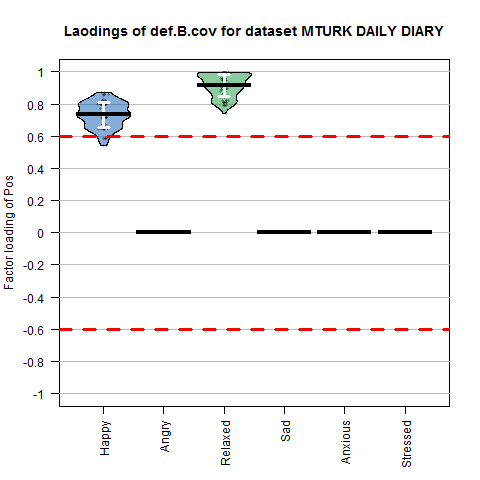 Laodings of def.B.cov for dataset MTURK DAILY DIARY
Factor loading of Pos
1
0.8
0.6
0.4
0.2
0
-0.2
-0.4
-0.6
-0.8
-1
Happy
Angry
Relaxed
Sad
Anxious
Stressed